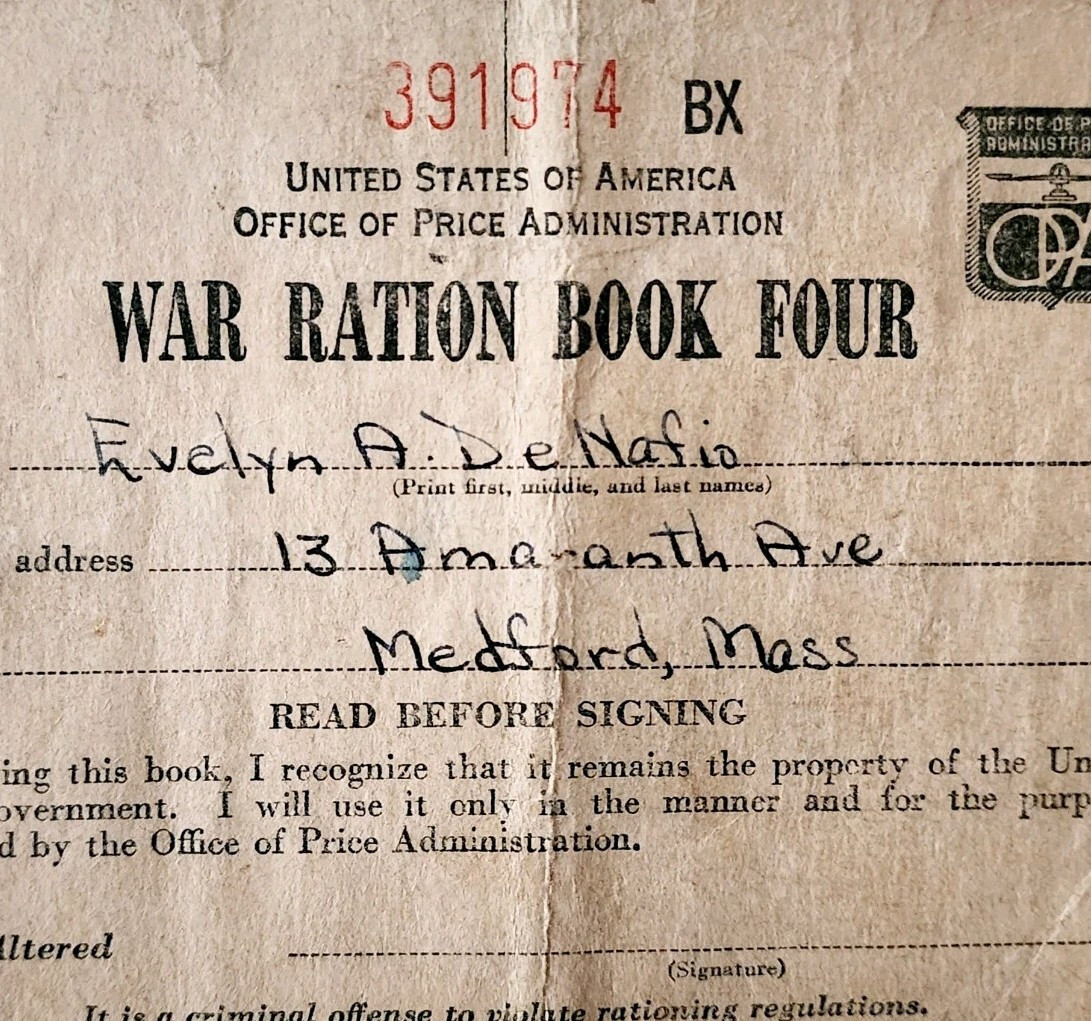 391974 BX
OFFICE OF P
ADMINISTRA
OPA
UNITED STATES OF AMERICA
OFFICE OF PRICE ADMINISTRATION
WAR RATION BOOK FOUR
Evelyn A. DeNafio
(Print first, middle, and last names)
address 13 Amaranth Ave
Medford, Mass
READ BEFORE SIGNING
ing this book, I recognize that it remains the property of the Un
overnment. I will use it only in the manner and for the purp
d by the Office of Price Administration.
ltered
(Signature)
It is a criminal offense to violate rationing regulations.